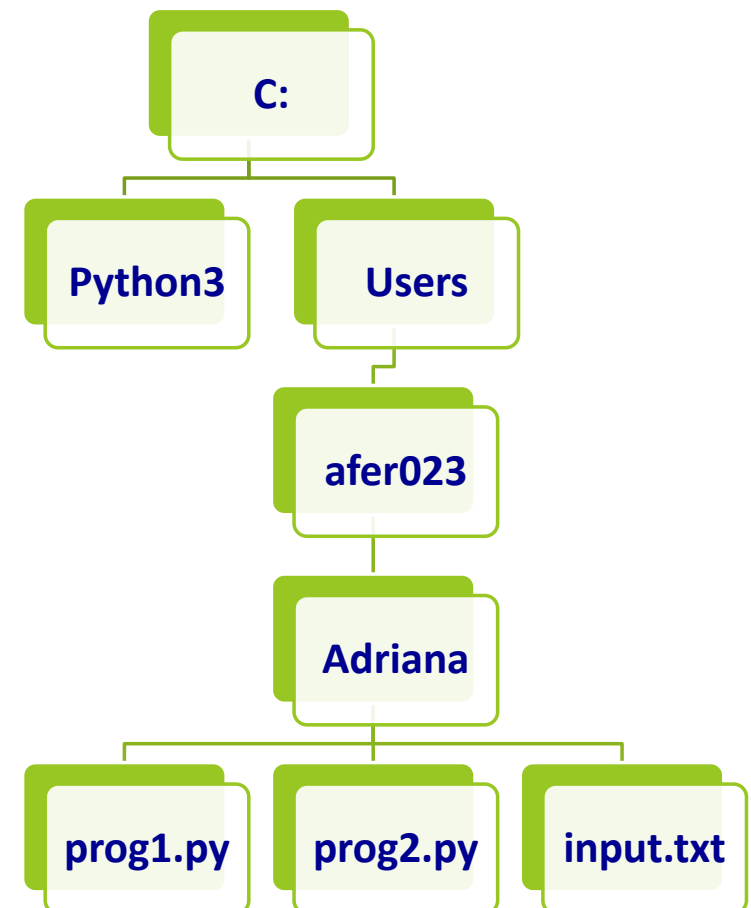 C:
Python3
Users
afer023
Adriana
prog1.py
prog2.py
input.txt